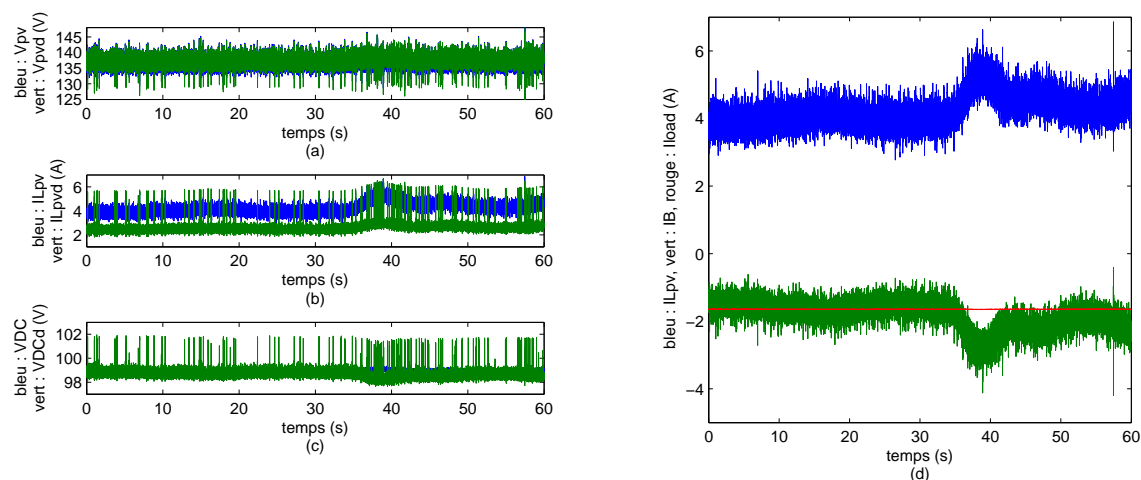 bleu : Vpv
vert : Vpvd (V)
145
140
135
130
125
0 10 20 30 40 50 60
temps (s)
(a)
bleu : ILpv
vert : ILpvd (A)
6
4
2
0 10 20 30 40 50 60
temps (s)
(b)
bleu : VDC
vert : VDCd (V)
102
100
98
0 10 20 30 40 50 60
temps (s)
(c)
bleu : ILpv, vert : IB, rouge : Iload (A)
6
4
2
0
−2
−4
0 10 20 30 40 50 60
temps (s)
(d)